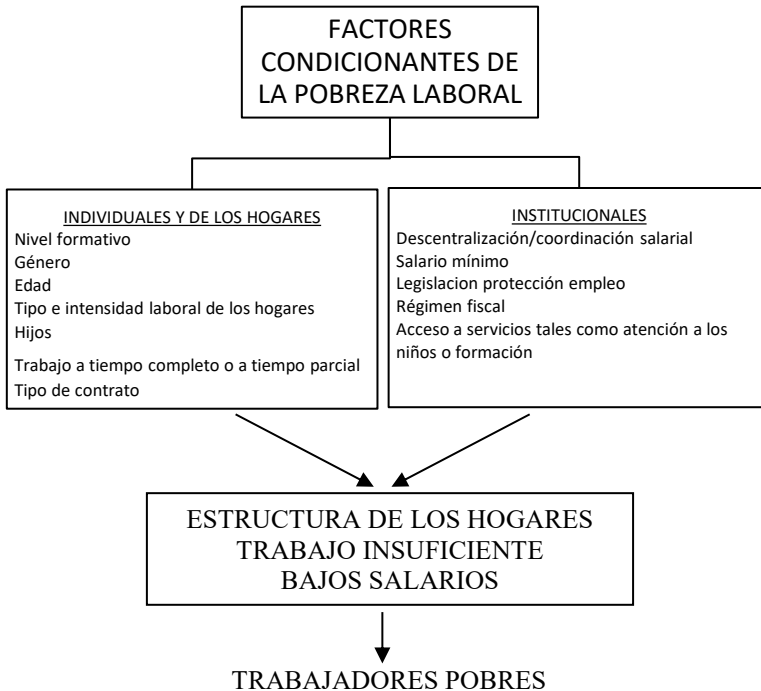 FACTORES
CONDICIONANTES DE
LA POBREZA LABORAL
INDIVIDUALES Y DE LOS HOGARES
Nivel formativo
Género
Edad
Tipo e intensidad laboral de los hogares
Hijos
Trabajo a tiempo completo o a tiempo parcial
Tipo de contrato
INSTITUCIONALES
Descentralización/coordinación salarial
Salario mínimo
Legislacion protección empleo
Régimen fiscal
Acceso a servicios tales como atención a los
niños o formación
ESTRUCTURA DE LOS HOGARES
TRABAJO INSUFICIENTE
BAJOS SALARIOS
TRABAJADORES POBRES